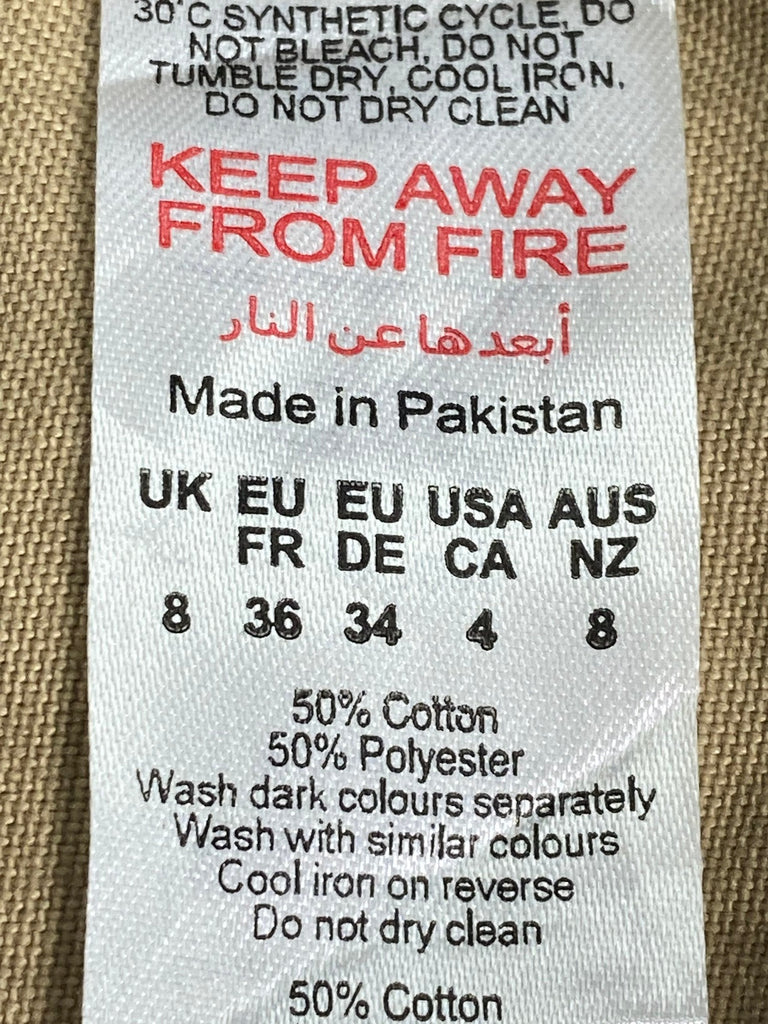 30°C SYNTHETIC CYCLE, DO
NOT BLEACH, DO NOT
TUMBLE DRY, COOL IRON,
DO NOT DRY CLEAN
KEEP AWAY
FROM FIRE
أبعدها عن النار
Made in Pakistan
UK EU EU USA AUS
FR DE CA NZ
8 36 34 4 8
50% Cotton
50% Polyester
Wash dark colours separately
Wash with similar colours
Cool iron on reverse
Do not dry clean
50% Cotton